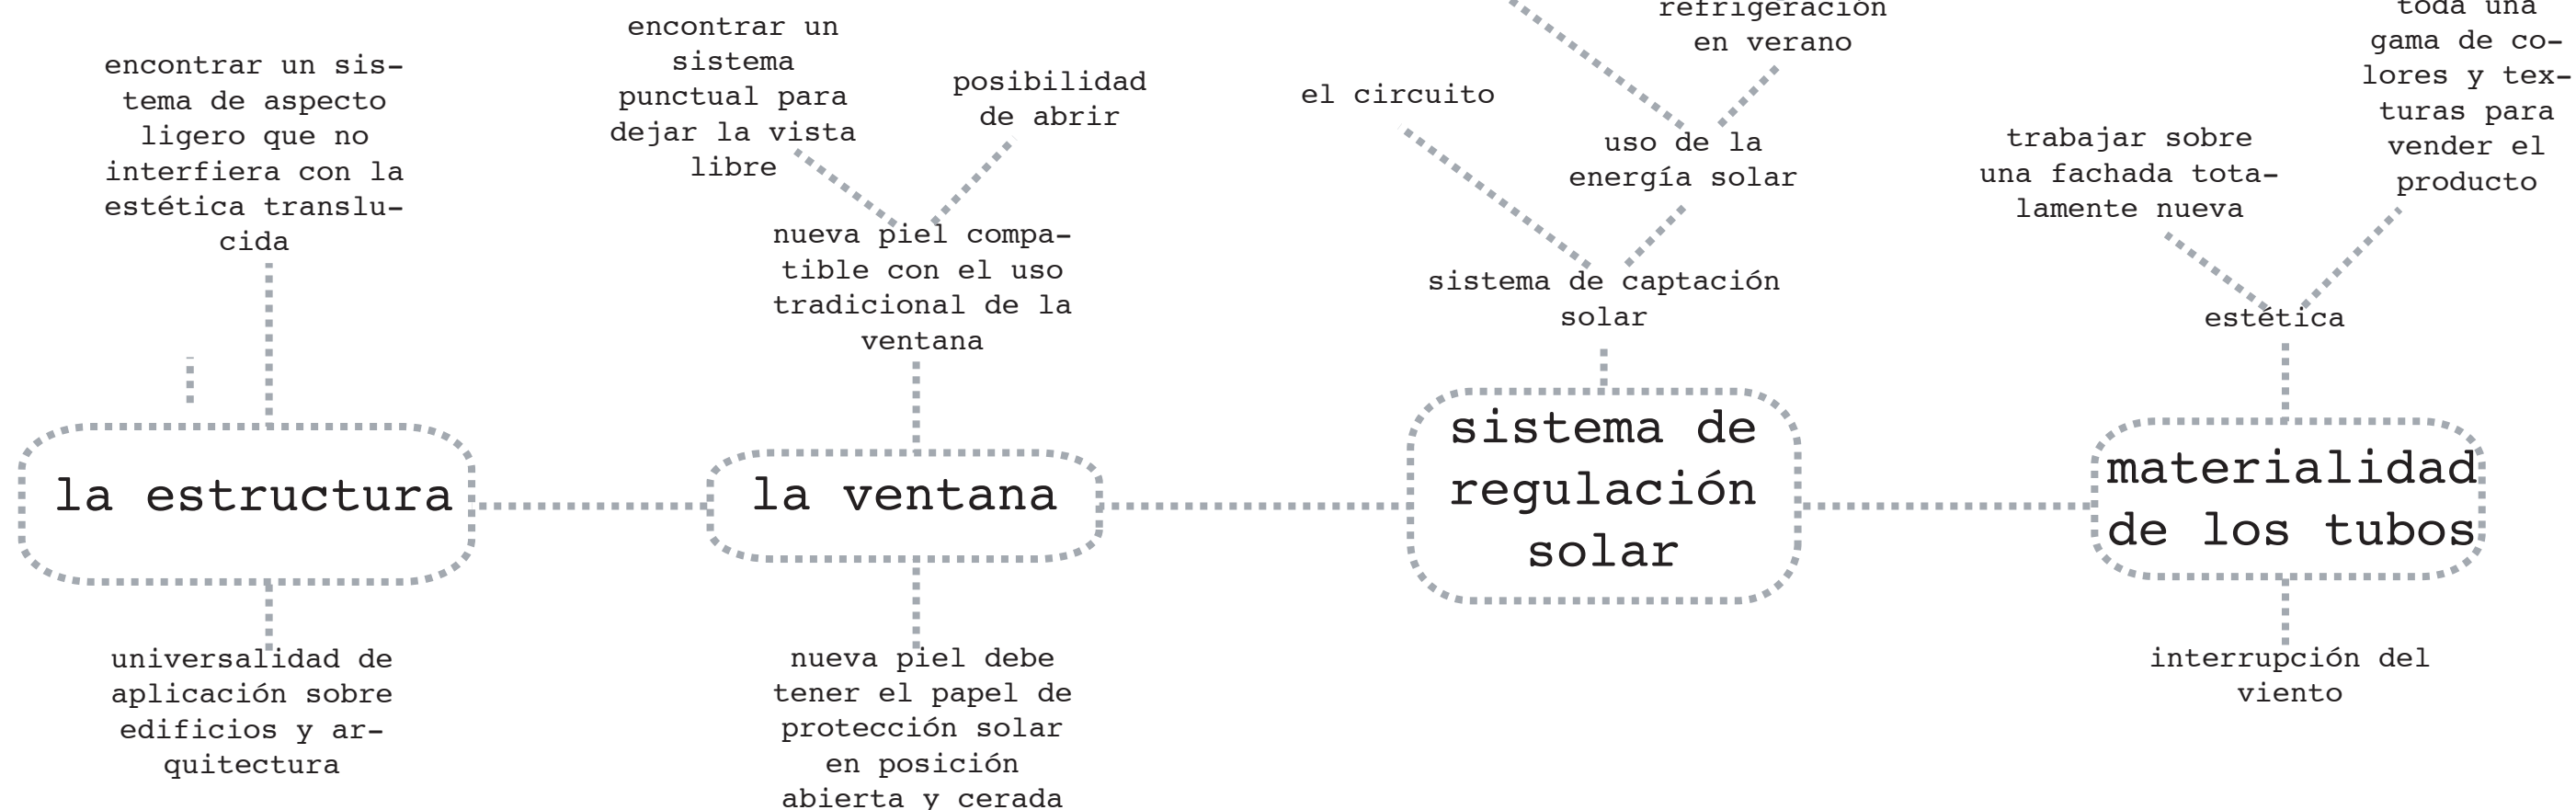 encontrar un sis-
tema de aspecto
ligero que no
interfiera con la
estética translu-
cida
la estructura
universalidad de
aplicación sobre
edificios y ar-
quitectura
encontrar un
sistema
punctual para
dejar la vista
libre
posibilidad
de abrir
nueva piel compa-
tible con el uso
tradicional de la
ventana
la ventana
nueva piel debe
tener el papel de
protección solar
en posición
abierta y cerada
refrigeración
en verano
el circuito
uso de la
energía solar
sistema de captación
solar
sistema de
regulación
solar
toda una
gama de co-
lores y tex-
turas para
vender el
producto
trabajar sobre
una fachada tota-
lamente nueva
estética
materialidad
de los tubos
interrupción del
viento